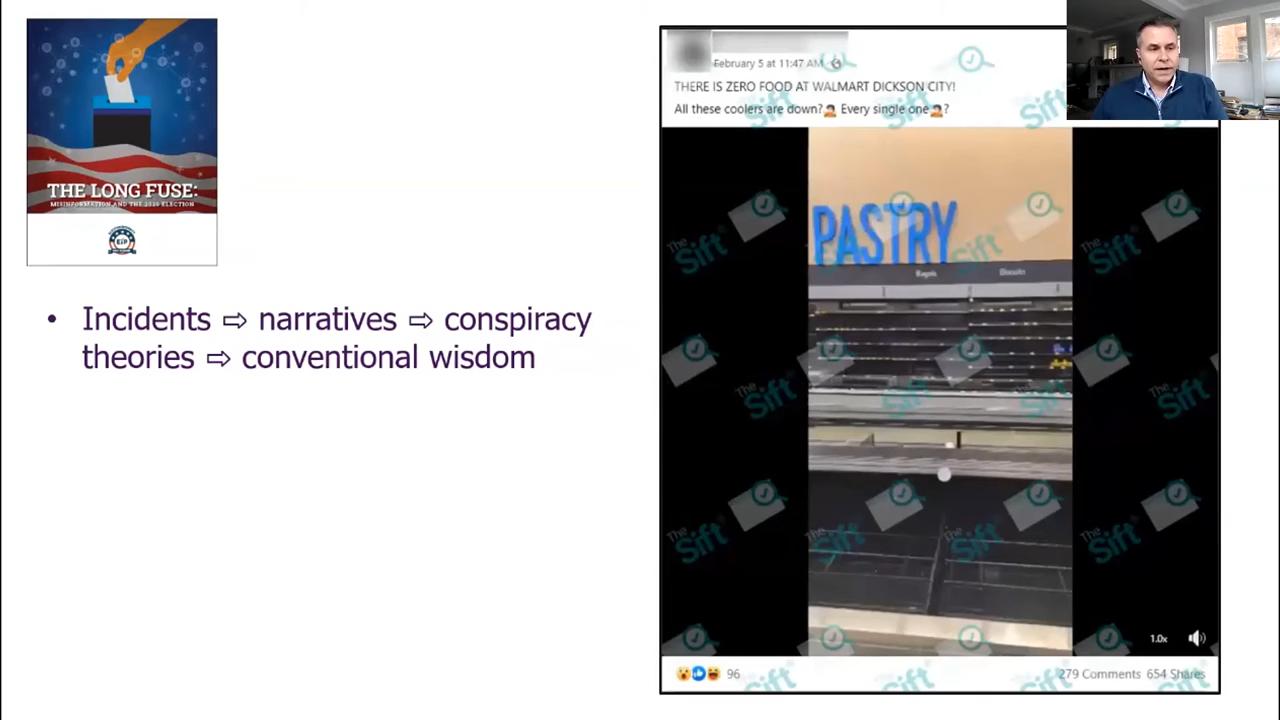 THE LONG FUSE:
MISINFORMATION AND THE 2020 ELECTION
EIP
• Incidents ⇨ narratives ⇨ conspiracy
theories ⇨ conventional wisdom
February 5 at 11:47 AM
THERE IS ZERO FOOD AT WALMART DICKSON CITY!
All these coolers are down?🤦 Every single one🤦?
PASTRY
Bagels
Biscuits
The Sift
1.0x
96
279 Comments 654 Shares